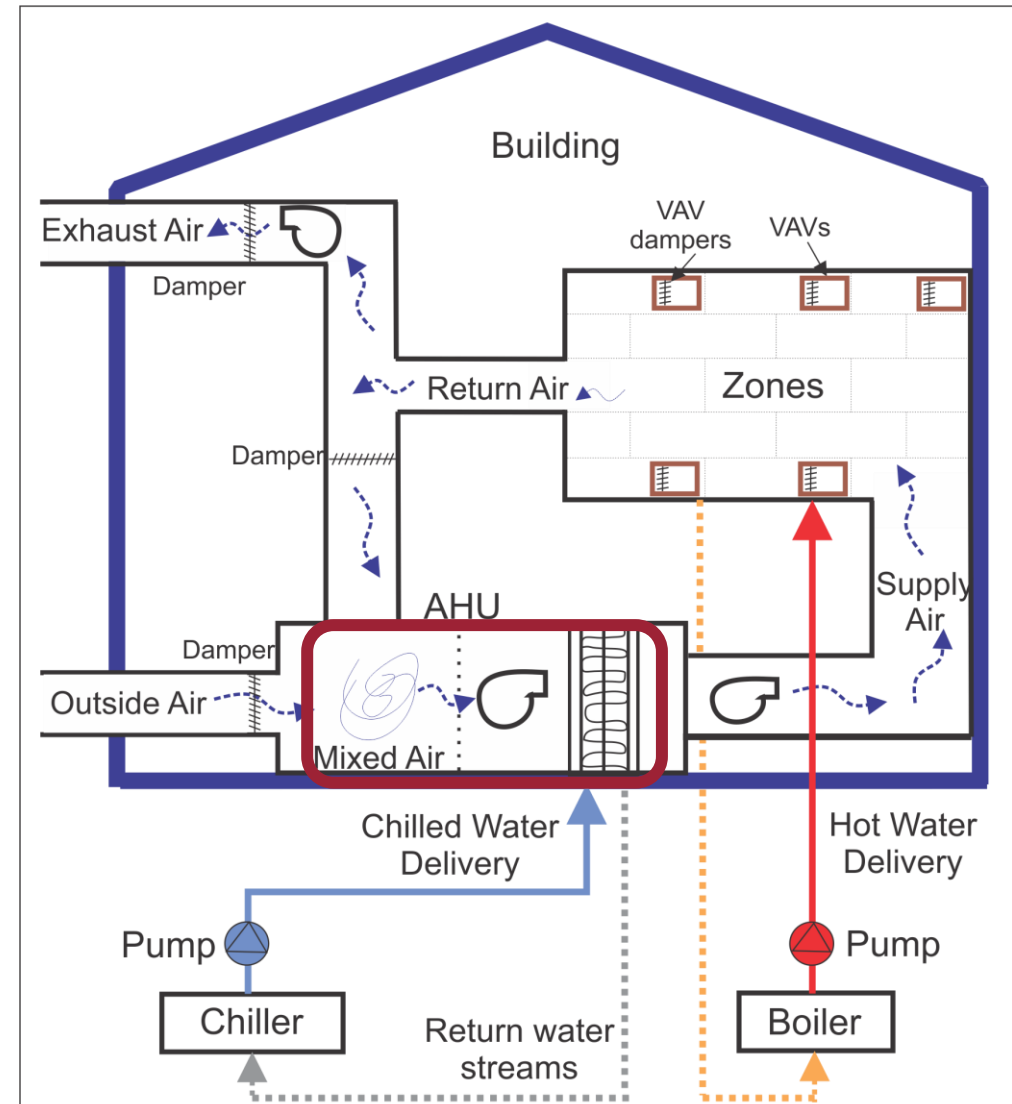 Building
Exhaust Air
Damper
VAV
dampers
VAVs
Return Air
Zones
Damper
AHU
Supply
Air
Damper
Outside Air
Mixed Air
Chilled Water
Delivery
Hot Water
Delivery
Pump
Pump
Chiller
Return water
streams
Boiler